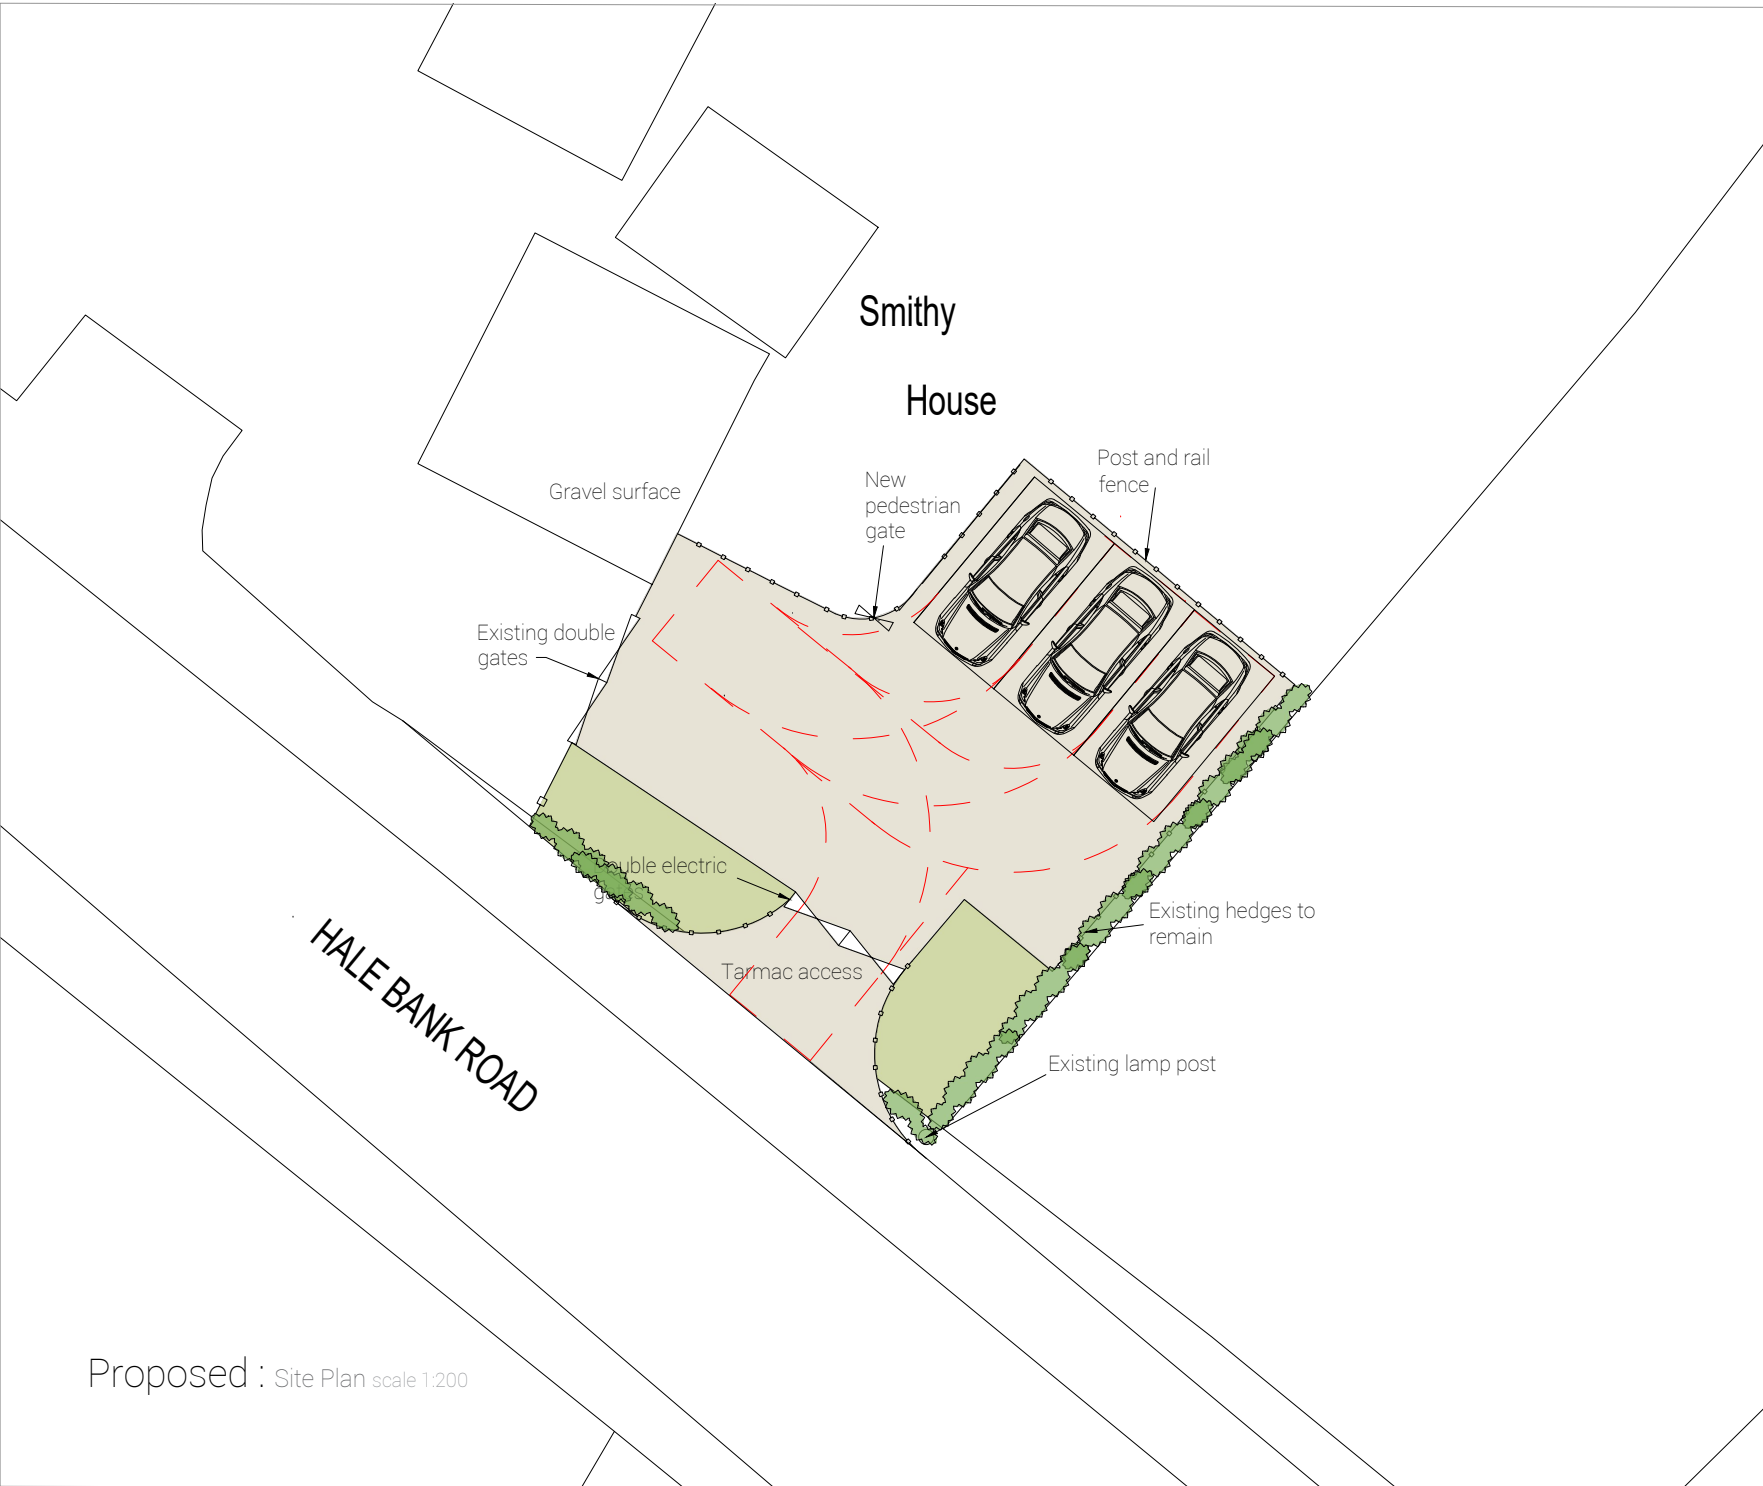 Smithy
House
Post and rail
fence
New
pedestrian
gate
Gravel surface
Existing double
gates
uble electric
Tarmac access
Existing hedges to
remain
Existing lamp post
HALE BANK ROAD
Proposed : Site Plan scale 1:200